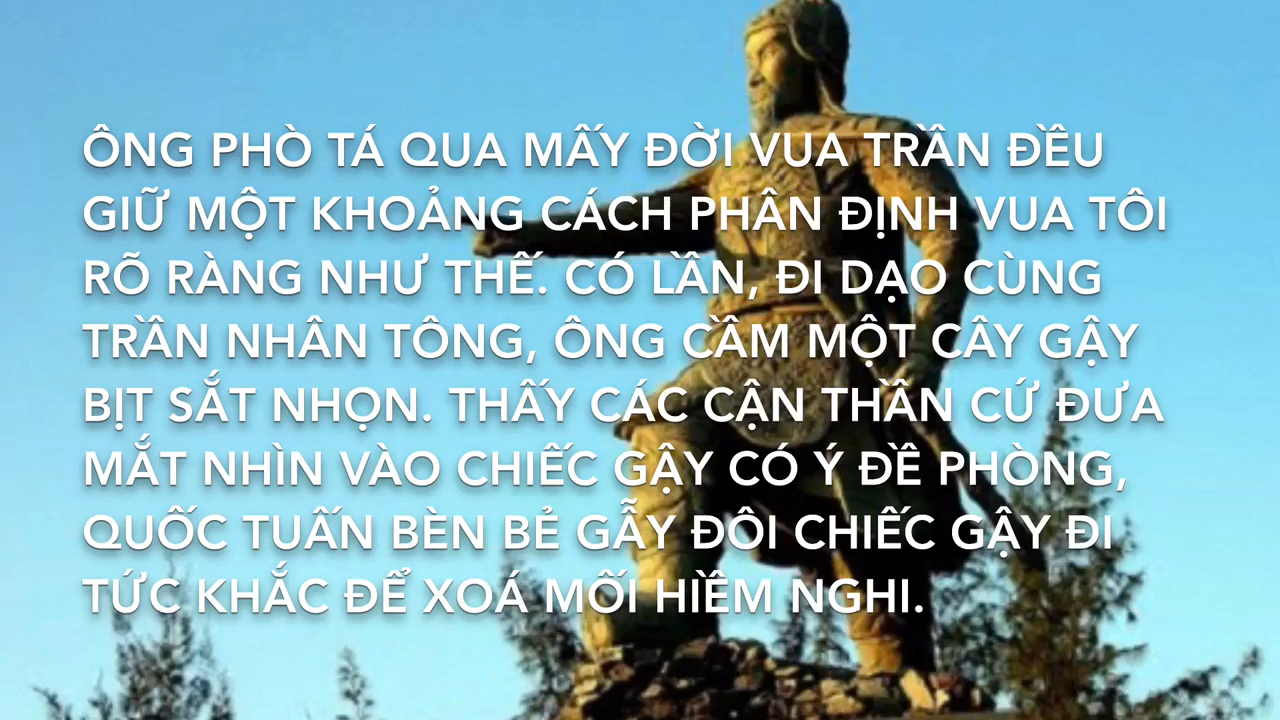 ÔNG PHÒ TÁ QUA MẤY ĐỜI VUA TRẦN ĐỀU
GIỮ MỘT KHOẢNG CÁCH PHÂN ĐỊNH VUA TÔI
RÕ RÀNG NHƯ THẾ. CÓ LẦN, ĐI DẠO CÙNG
TRẦN NHÂN TÔNG, ÔNG CẦM MỘT CÂY GẬY
BỊT SẮT NHỌN. THẤY CÁC CẬN THẦN CỨ ĐƯA
MẮT NHÌN VÀO CHIẾC GẬY CÓ Ý ĐỀ PHÒNG,
QUỐC TUẤN BÈN BẺ GẪY ĐÔI CHIẾC GẬY ĐI
TỨC KHẮC ĐỂ XOÁ MỐI HIỀM NGHI.